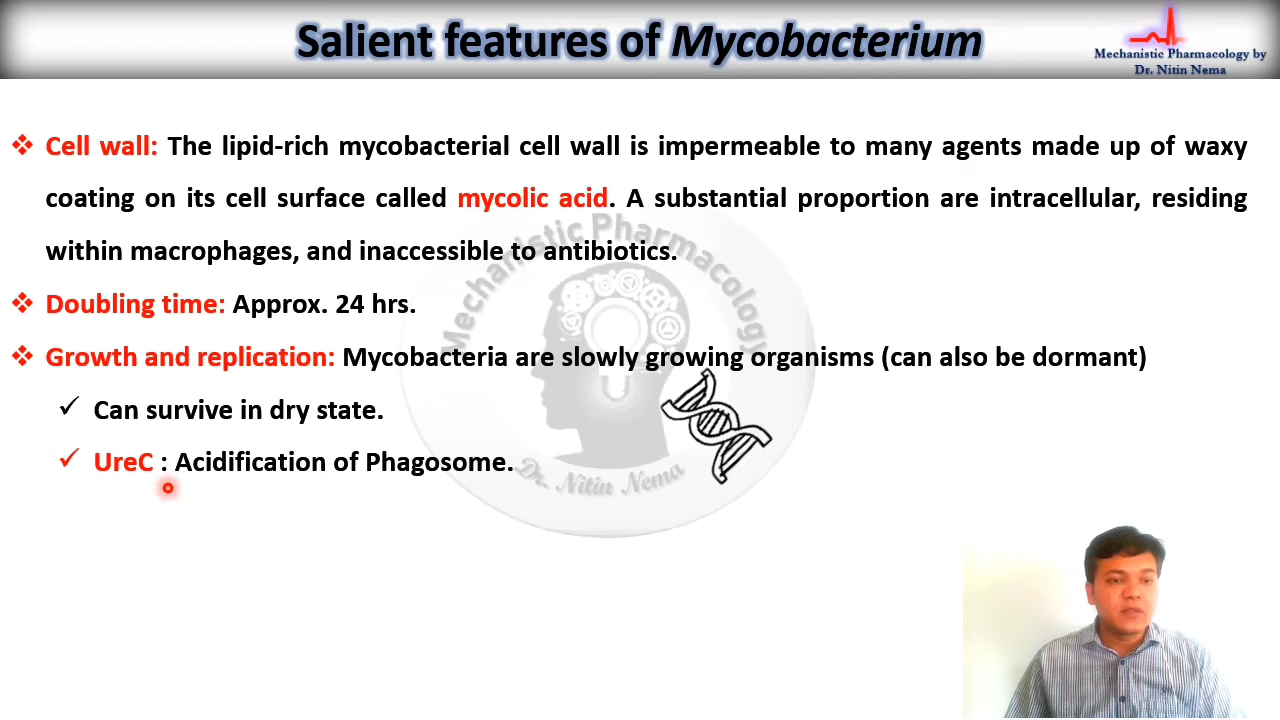 Salient features of Mycobacterium
Mechanistic Pharmacology by
Dr. Nitin Nema
❖ Cell wall: The lipid-rich mycobacterial cell wall is impermeable to many agents made up of waxy
coating on its cell surface called mycolic acid. A substantial proportion are intracellular, residing
within macrophages, and inaccessible to antibiotics.
❖ Doubling time: Approx. 24 hrs.
❖ Growth and replication: Mycobacteria are slowly growing organisms (can also be dormant)
✓ Can survive in dry state.
✓ UreC : Acidification of Phagosome.
Mechanistic Pharmacology
Dr. Nitin Nema